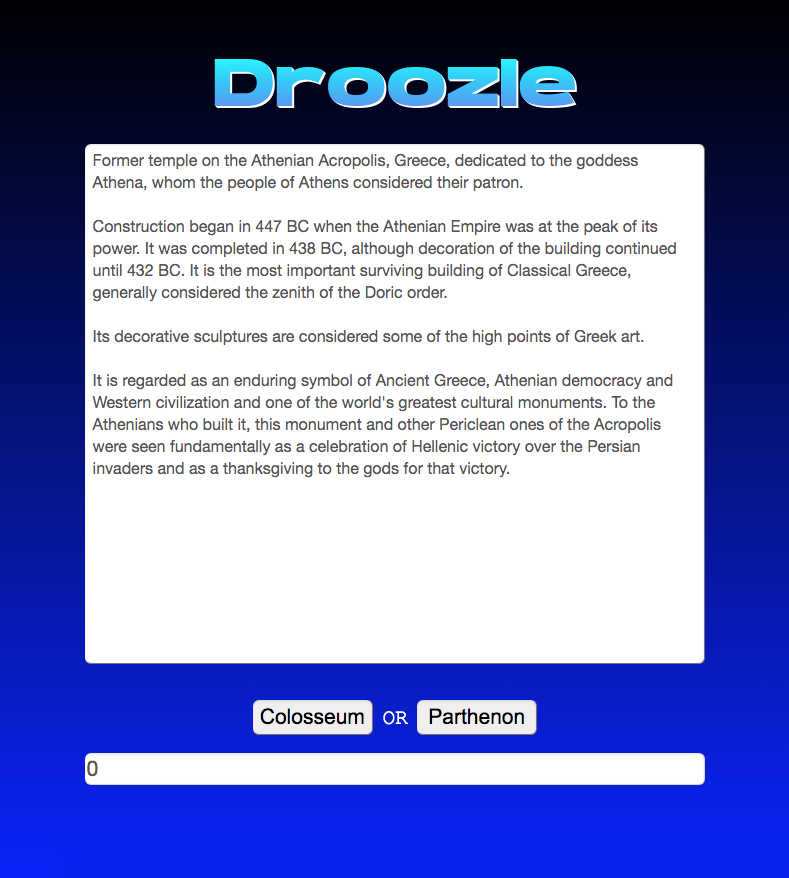 Droozle
Former temple on the Athenian Acropolis, Greece, dedicated to the goddess
Athena, whom the people of Athens considered their patron.
Construction began in 447 BC when the Athenian Empire was at the peak of its
power. It was completed in 438 BC, although decoration of the building continued
until 432 BC. It is the most important surviving building of Classical Greece,
generally considered the zenith of the Doric order.
Its decorative sculptures are considered some of the high points of Greek art.
It is regarded as an enduring symbol of Ancient Greece, Athenian democracy and
Western civilization and one of the world's greatest cultural monuments. To the
Athenians who built it, this monument and other Periclean ones of the Acropolis
were seen fundamentally as a celebration of Hellenic victory over the Persian
invaders and as a thanksgiving to the gods for that victory.
Colosseum OR Parthenon
0